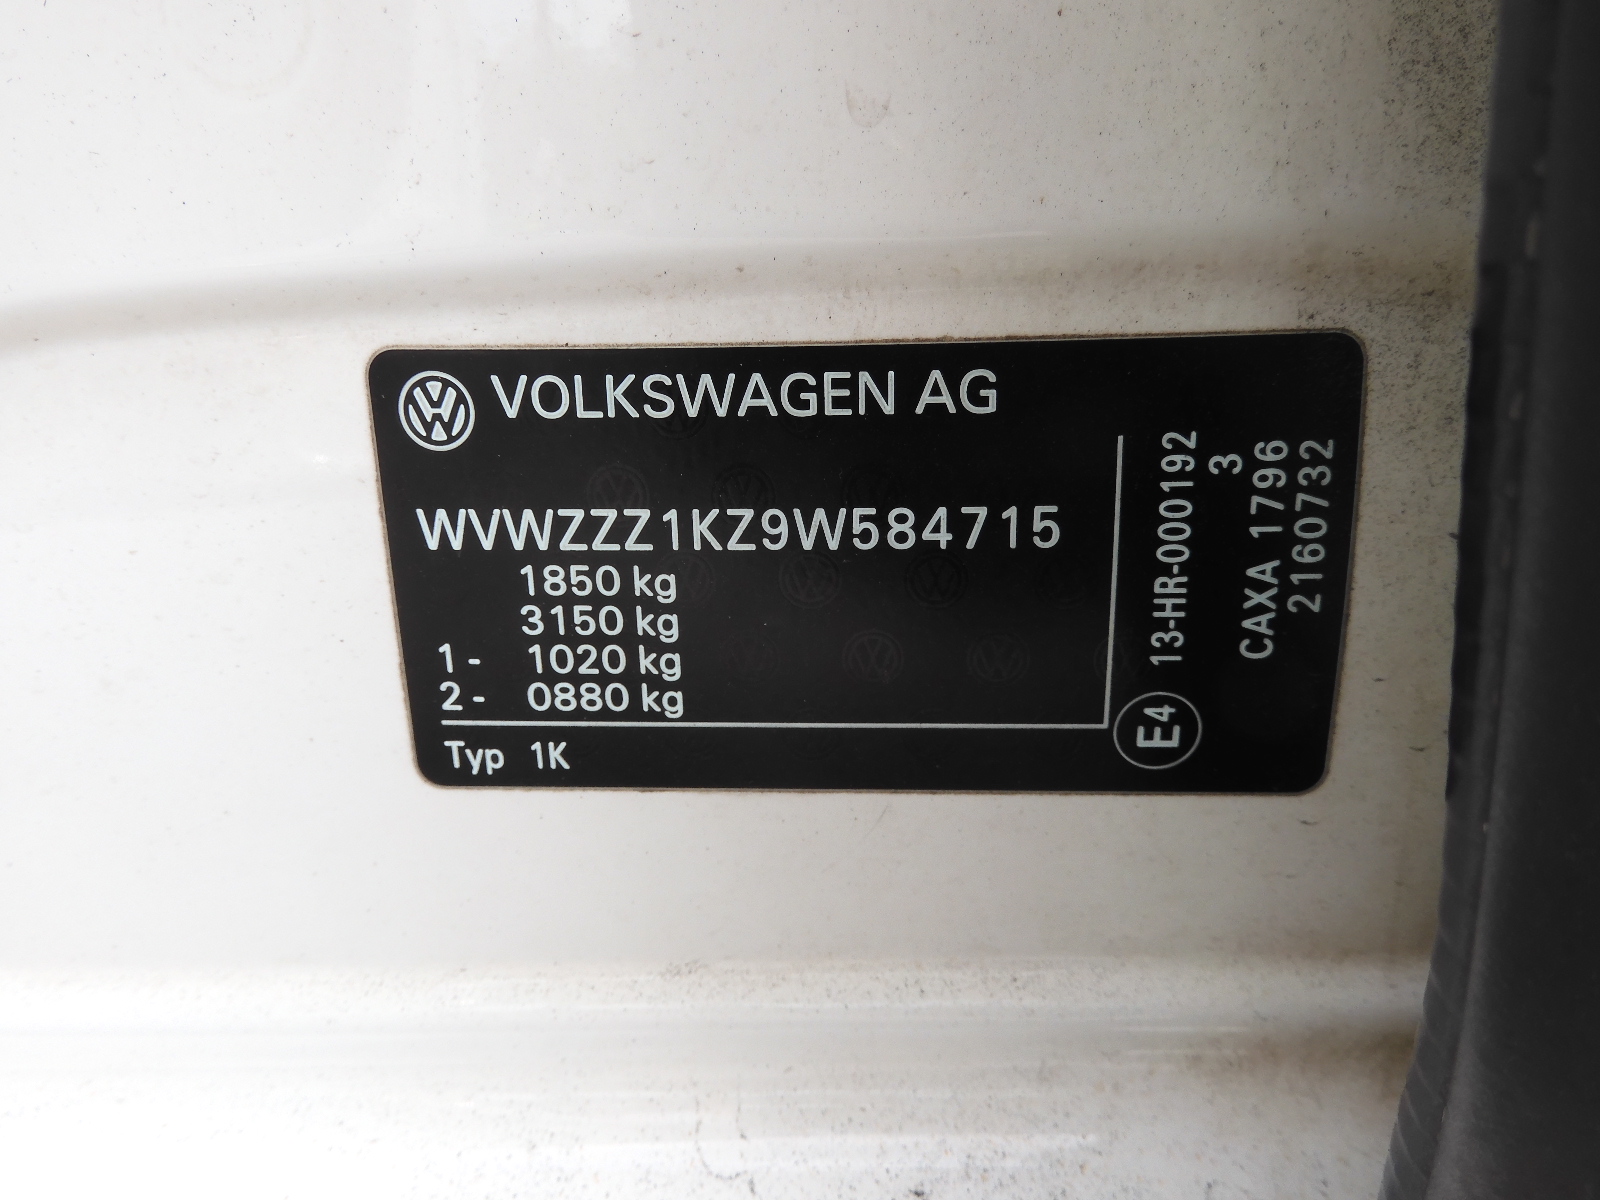 VOLKSWAGEN AG
WVWZZZ1KZ9W584715
1850 kg
3150 kg
1 - 1020 kg
2 - 0880 kg
Typ 1K
E4 13-HR-000192
3
CAXA 1796
2160732